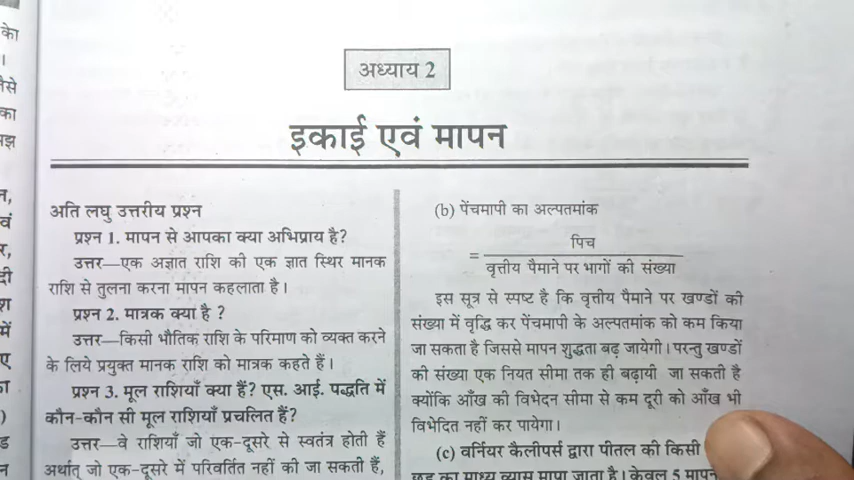 अध्याय 2
इकाई एवं मापन
अति लघु उत्तरीय प्रश्न
प्रश्न 1. मापन से आपका क्या अभिप्राय है?
उत्तर—एक अज्ञात राशि की एक ज्ञात स्थिर मानक
राशि से तुलना करना मापन कहलाता है।
प्रश्न 2. मात्रक क्या है ?
उत्तर—किसी भौतिक राशि के परिमाण को व्यक्त करने
के लिये प्रयुक्त मानक राशि को मात्रक कहते हैं।
प्रश्न 3. मूल राशियाँ क्या हैं? एस. आई. पद्धति में
कौन-कौन सी मूल राशियाँ प्रचलित हैं?
उत्तर—वे राशियाँ जो एक-दूसरे से स्वतंत्र होती हैं
अर्थात् जो एक-दूसरे में परिवर्तित नहीं की जा सकती हैं,
(b) पेंचमापी का अल्पतमांक
= पिच
वृत्तीय पैमाने पर भागों की संख्या
इस सूत्र से स्पष्ट है कि वृत्तीय पैमाने पर खण्डों की
संख्या में वृद्धि कर पेंचमापी के अल्पतमांक को कम किया
जा सकता है जिससे मापन शुद्धता बढ़ जायेगी। परन्तु खण्डों
की संख्या एक नियत सीमा तक ही बढ़ायी जा सकती है
क्योंकि आँख की विभेदन सीमा से कम दूरी को आँख भी
विभेदित नहीं कर पायेगा।
(c) वर्नियर कैलीपर्स द्वारा पीतल की किसी
छड़ का माध्य व्यास मापा जाता है। केवल 5 मापन